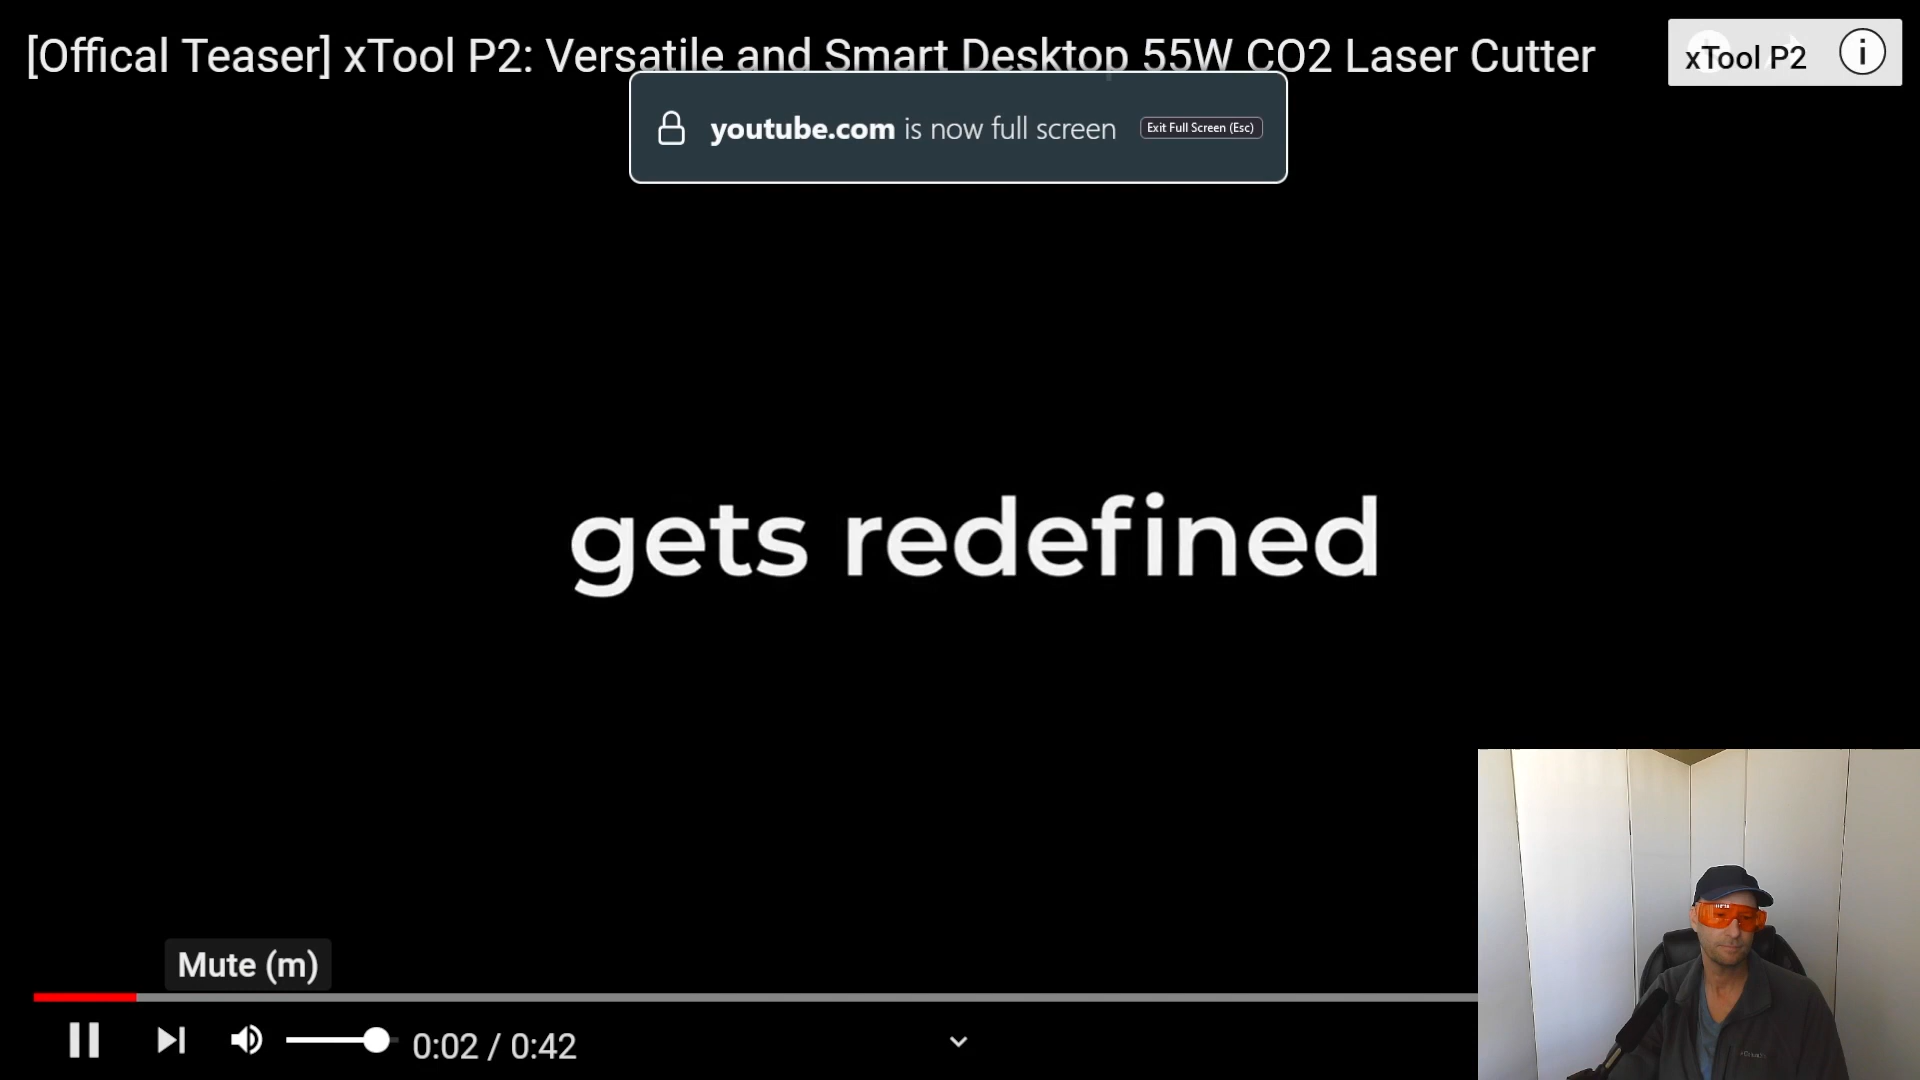 [Offical Teaser] xTool P2: Versatile and Smart Desktop 55W CO2 Laser Cutter
xTool P2
youtube.com is now full screen
Exit Full Screen (Esc)
gets redefined
Mute (m)
0:02 / 0:42